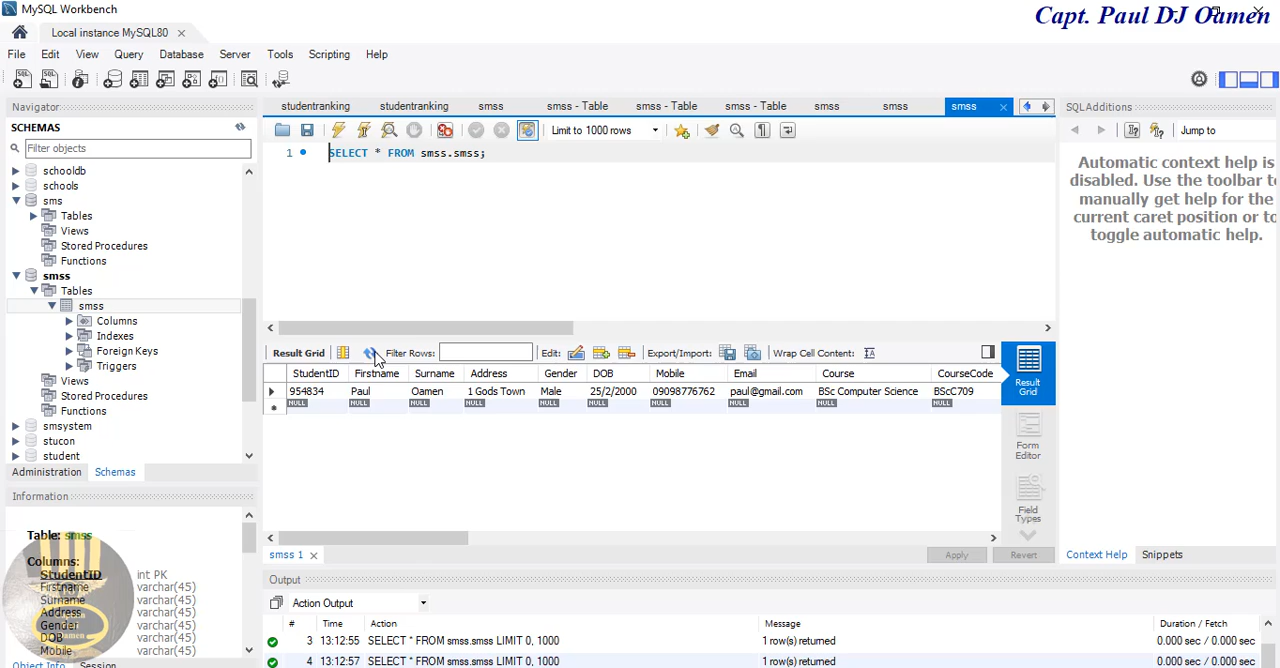 MySQL Workbench
Capt. Paul DJ Oamen
Local instance MySQL80
File Edit View Query Database Server Tools Scripting Help
Navigator
SCHEMAS
Filter objects
schooldb
schools
sms
Tables
Views
Stored Procedures
Functions
smss
Tables
smss
Columns
Indexes
Foreign Keys
Triggers
Views
Stored Procedures
Functions
smsystem
stucon
student
Administration Schemas
Information
Table: smss
Columns:
StudentID int PK
Firstname varchar(45)
Surname varchar(45)
Address varchar(45)
Gender varchar(45)
DOB varchar(45)
Mobile varchar(45)
Object Info Session
studentranking studentranking smss smss - Table smss - Table smss - Table smss smss smss
Limit to 1000 rows
1 SELECT * FROM smss.smss;
Result Grid Filter Rows: Edit: Export/Import: Wrap Cell Content:
StudentID Firstname Surname Address Gender DOB Mobile Email Course CourseCode
954834 Paul Oamen 1 Gods Town Male 25/2/2000 09098776762 paul@gmail.com BSc Computer Science BScC709
NULL NULL NULL NULL NULL NULL NULL NULL NULL NULL
Result Grid
Form Editor
Field Types
smss 1
Apply Revert
Output
Action Output
# Time Action Message Duration / Fetch
3 13:12:55 SELECT * FROM smss.smss LIMIT 0, 1000 1 row(s) returned 0.000 sec / 0.000 sec
4 13:12:57 SELECT * FROM smss.smss LIMIT 0, 1000 1 row(s) returned 0.000 sec / 0.000 sec
SQLAdditions
Jump to
Automatic context help is
disabled. Use the toolbar to
manually get help for the
current caret position or to
toggle automatic help.
Context Help Snippets